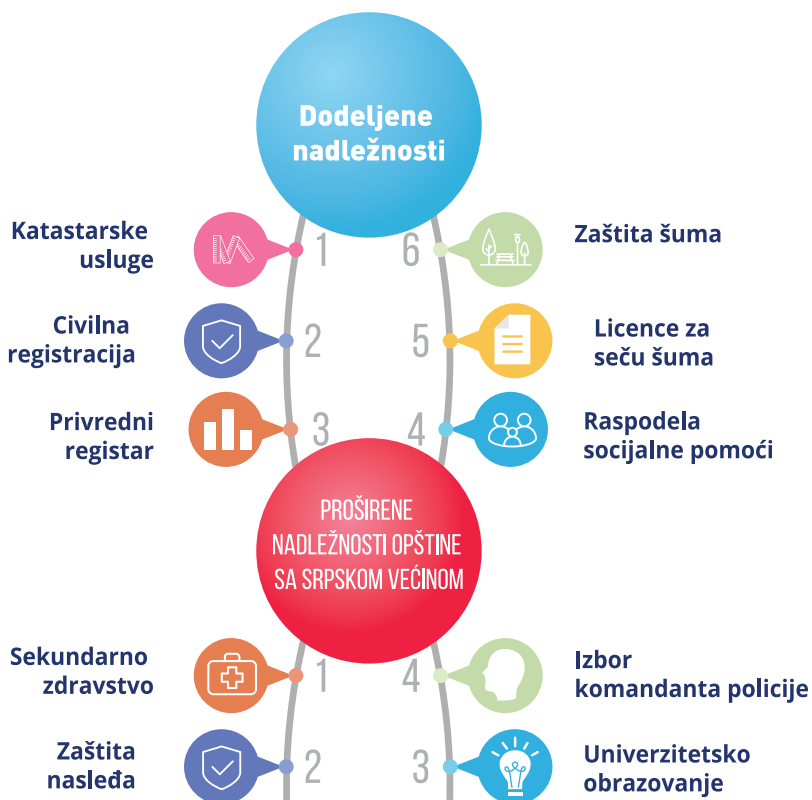 Dodeljene
nadležnosti
Katastarske
usluge
1
6
Zaštita šuma
Civilna
registracija
2
5
Licence za
seču šuma
Privredni
registar
3
4
Raspodela
socijalne pomoći
PROŠIRENE
NADLEŽNOSTI OPŠTINE
SA SRPSKOM VEĆINOM
Sekundarno
zdravstvo
1
4
Izbor
komandanta policije
Zaštita
nasleđa
2
3
Univerzitetsko
obrazovanje